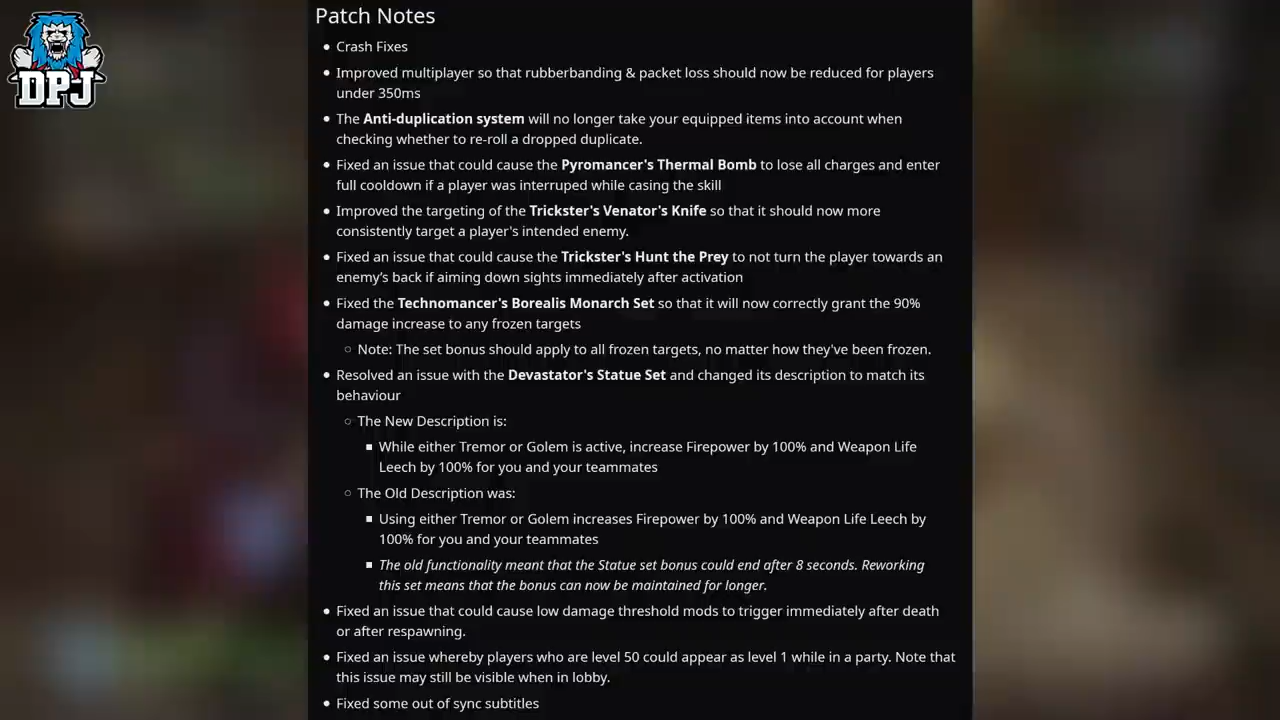 DPJ
Patch Notes
• Crash Fixes
• Improved multiplayer so that rubberbanding & packet loss should now be reduced for players
under 350ms
• The Anti-duplication system will no longer take your equipped items into account when
checking whether to re-roll a dropped duplicate.
• Fixed an issue that could cause the Pyromancer's Thermal Bomb to lose all charges and enter
full cooldown if a player was interruped while casing the skill
• Improved the targeting of the Trickster's Venator's Knife so that it should now more
consistently target a player's intended enemy.
• Fixed an issue that could cause the Trickster's Hunt the Prey to not turn the player towards an
enemy’s back if aiming down sights immediately after activation
• Fixed the Technomancer's Borealis Monarch Set so that it will now correctly grant the 90%
damage increase to any frozen targets
○ Note: The set bonus should apply to all frozen targets, no matter how they've been frozen.
• Resolved an issue with the Devastator's Statue Set and changed its description to match its
behaviour
○ The New Description is:
▪ While either Tremor or Golem is active, increase Firepower by 100% and Weapon Life
Leech by 100% for you and your teammates
○ The Old Description was:
▪ Using either Tremor or Golem increases Firepower by 100% and Weapon Life Leech by
100% for you and your teammates
▪ The old functionality meant that the Statue set bonus could end after 8 seconds. Reworking
this set means that the bonus can now be maintained for longer.
• Fixed an issue that could cause low damage threshold mods to trigger immediately after death
or after respawning.
• Fixed an issue whereby players who are level 50 could appear as level 1 while in a party. Note that
this issue may still be visible when in lobby.
• Fixed some out of sync subtitles